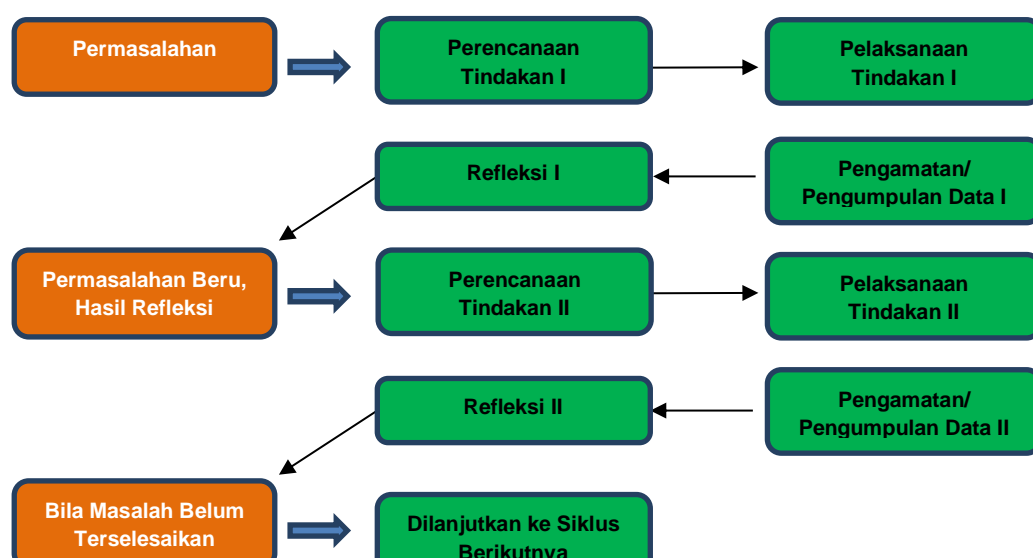 Permasalahan
Perencanaan
Tindakan I
Pelaksanaan
Tindakan I
Refleksi I
Pengamatan/
Pengumpulan Data I
Permasalahan Beru,
Hasil Refleksi
Perencanaan
Tindakan II
Pelaksanaan
Tindakan II
Refleksi II
Pengamatan/
Pengumpulan Data II
Bila Masalah Belum
Terselesaikan
Dilanjutkan ke Siklus
Berikutnya